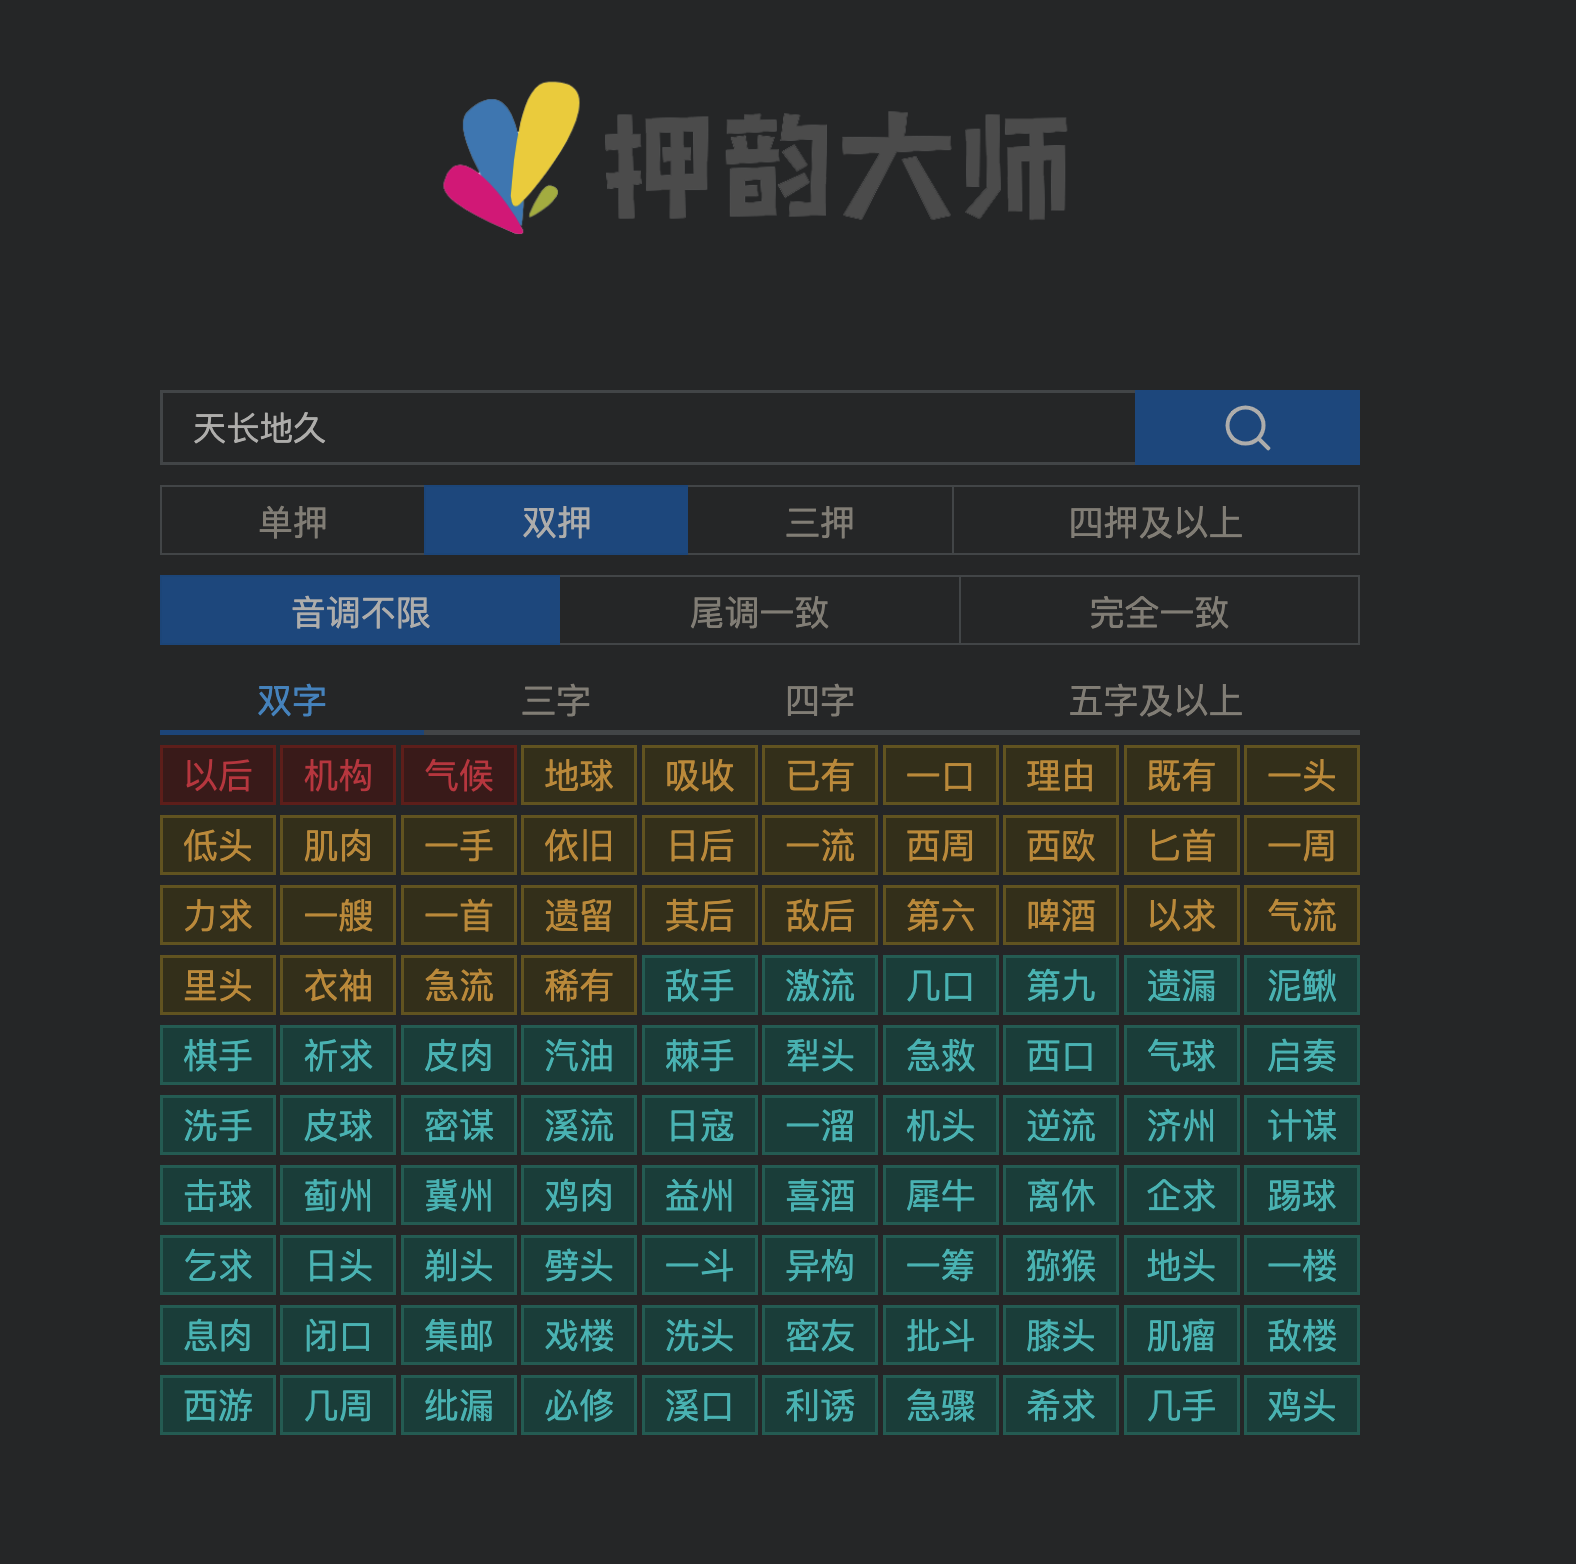 押韵大师
天长地久
单押 双押 三押 四押及以上
音调不限 尾调一致 完全一致
双字 三字 四字 五字及以上
以后 机构 气候 地球 吸收 已有 一口 理由 既有 一头
低头 肌肉 一手 依旧 日后 一流 西周 西欧 匕首 一周
力求 一艘 一首 遗留 其后 敌后 第六 啤酒 以求 气流
里头 衣袖 急流 稀有 敌手 激流 几口 第九 遗漏 泥鳅
棋手 祈求 皮肉 汽油 棘手 犁头 急救 西口 气球 启奏
洗手 皮球 密谋 溪流 日寇 一溜 机头 逆流 济州 计谋
击球 蓟州 冀州 鸡肉 益州 喜酒 犀牛 离休 企求 踢球
乞求 日头 剃头 劈头 一斗 异构 一筹 猕猴 地头 一楼
息肉 闭口 集邮 戏楼 洗头 密友 批斗 膝头 肌瘤 敌楼
西游 几周 纰漏 必修 溪口 利诱 急骤 希求 几手 鸡头